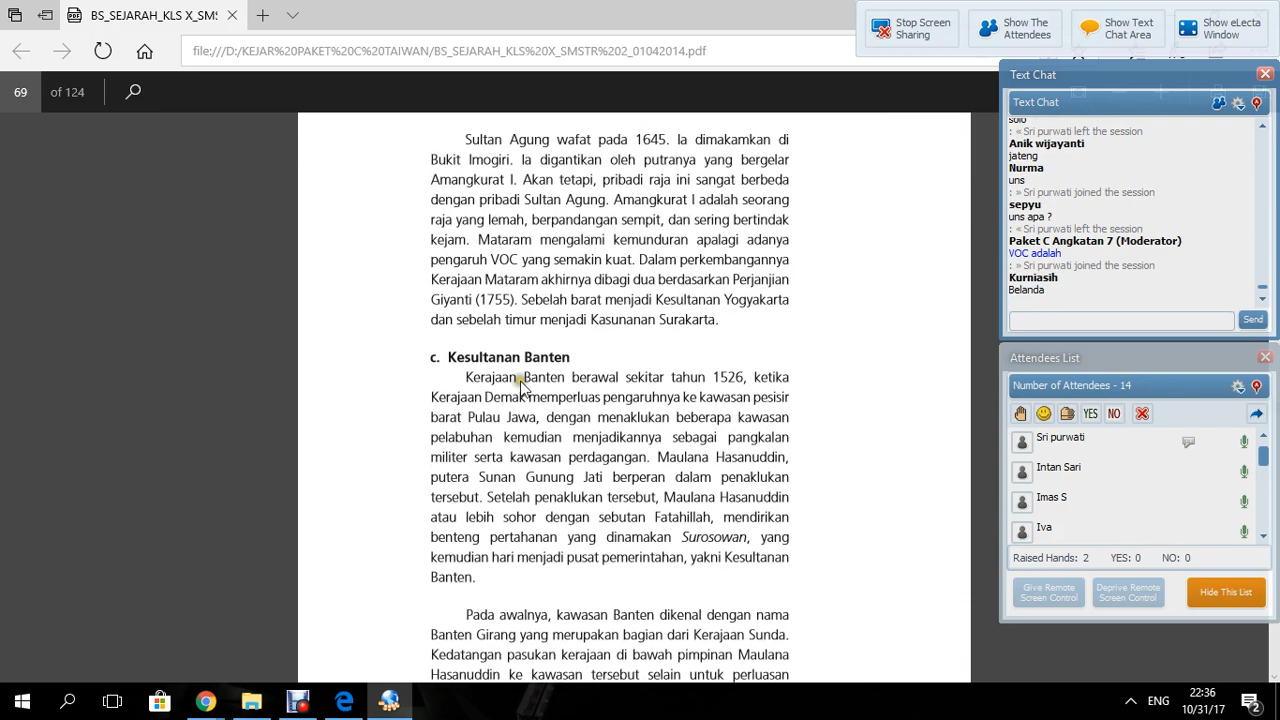 BS_SEJARAH_KLS X_SMS
file:///D:/KEJAR%20PAKET%20C%20TAIWAN/BS_SEJARAH_KLS%20X_SMSTR%202_01042014.pdf
Stop Screen Sharing
Show The Attendees
Show Text Chat Area
Show eLecta Window
69 of 124
Sultan Agung wafat pada 1645. Ia dimakamkan di
Bukit Imogiri. Ia digantikan oleh putranya yang bergelar
Amangkurat I. Akan tetapi, pribadi raja ini sangat berbeda
dengan pribadi Sultan Agung. Amangkurat I adalah seorang
raja yang lemah, berpandangan sempit, dan sering bertindak
kejam. Mataram mengalami kemunduran apalagi adanya
pengaruh VOC yang semakin kuat. Dalam perkembangannya
Kerajaan Mataram akhirnya dibagi dua berdasarkan Perjanjian
Giyanti (1755). Sebelah barat menjadi Kesultanan Yogyakarta
dan sebelah timur menjadi Kasunanan Surakarta.
c. Kesultanan Banten
Kerajaan Banten berawal sekitar tahun 1526, ketika
Kerajaan Demak memperluas pengaruhnya ke kawasan pesisir
barat Pulau Jawa, dengan menaklukan beberapa kawasan
pelabuhan kemudian menjadikannya sebagai pangkalan
militer serta kawasan perdagangan. Maulana Hasanuddin,
putera Sunan Gunung Jati berperan dalam penaklukan
tersebut. Setelah penaklukan tersebut, Maulana Hasanuddin
atau lebih sohor dengan sebutan Fatahillah, mendirikan
benteng pertahanan yang dinamakan Surosowan, yang
kemudian hari menjadi pusat pemerintahan, yakni Kesultanan
Banten.
Pada awalnya, kawasan Banten dikenal dengan nama
Banten Girang yang merupakan bagian dari Kerajaan Sunda.
Kedatangan pasukan kerajaan di bawah pimpinan Maulana
Hasanuddin ke kawasan tersebut selain untuk perluasan
Text Chat
Text Chat
solo
: « Sri purwati left the session
Anik wijayanti
jateng
Nurma
uns
: » Sri purwati joined the session
sepyu
uns apa ?
: « Sri purwati left the session
Paket C Angkatan 7 (Moderator)
VOC adalah
: » Sri purwati joined the session
Kurniasih
Belanda
Send
Attendees List
Number of Attendees - 14
YES NO
Sri purwati
Intan Sari
Imas S
Iva
Raised Hands: 2 YES: 0 NO: 0
Give Remote Screen Control
Deprive Remote Screen Control
Hide This List
ENG
22:36
10/31/17
2